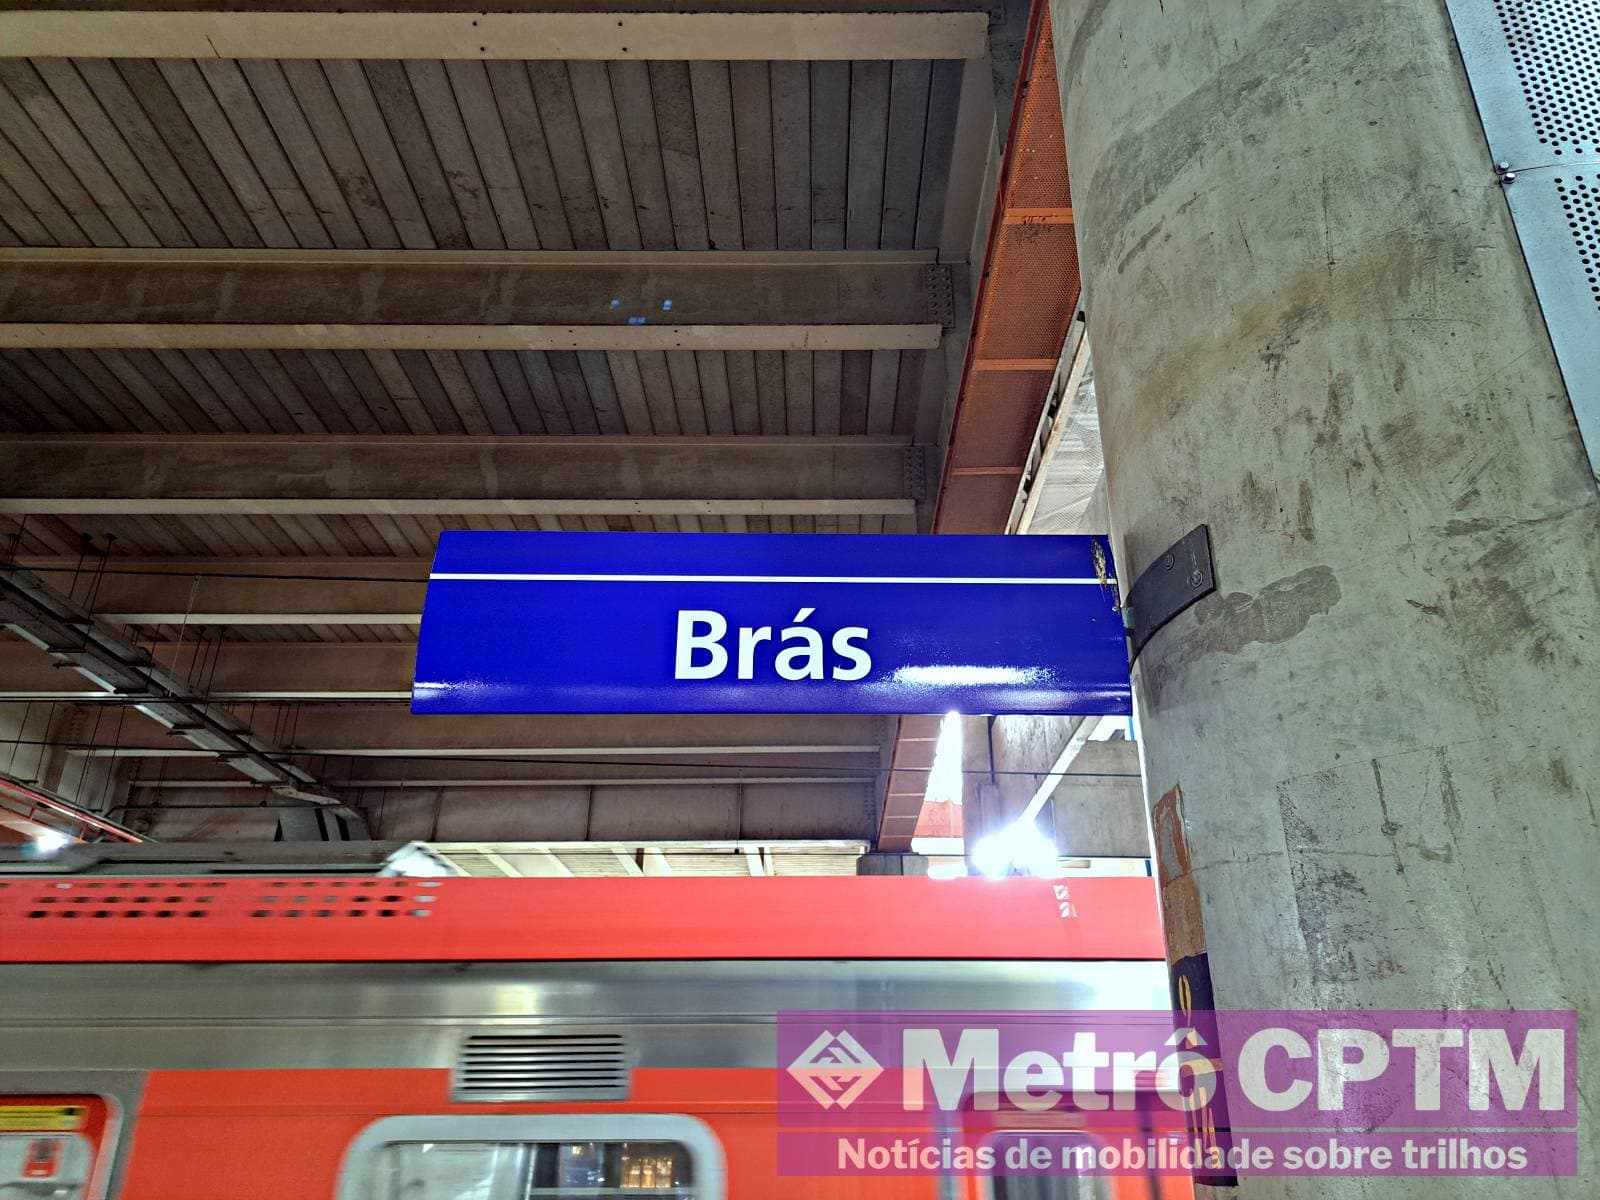 Brás
Metrô CPTM
Notícias de mobilidade sobre trilhos